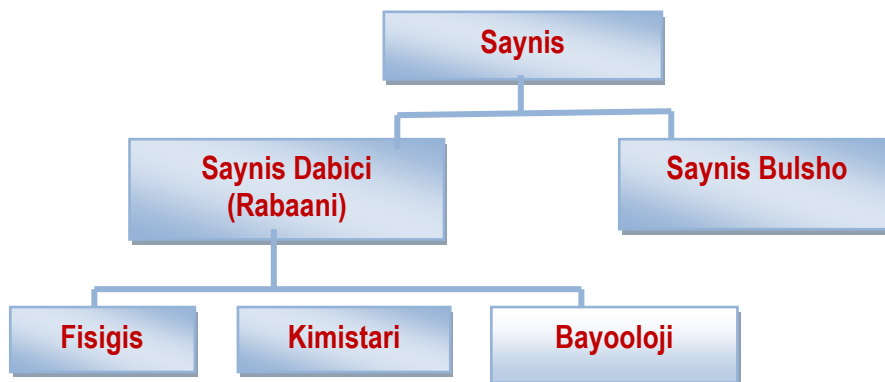 Saynis
Saynis Dabici
(Rabaani)
Saynis Bulsho
Fisigis
Kimistari
Bayooloji